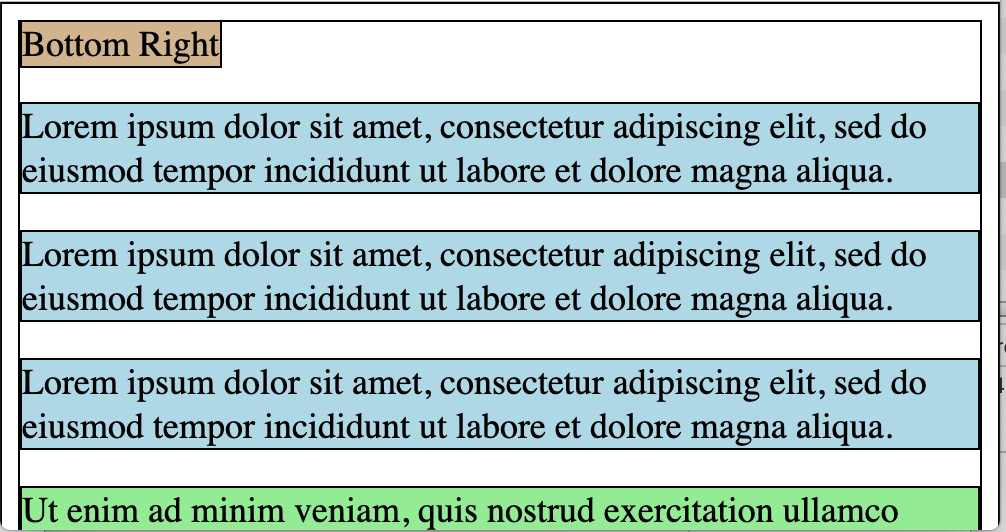 Bottom Right
Lorem ipsum dolor sit amet, consectetur adipiscing elit, sed do
eiusmod tempor incididunt ut labore et dolore magna aliqua.
Lorem ipsum dolor sit amet, consectetur adipiscing elit, sed do
eiusmod tempor incididunt ut labore et dolore magna aliqua.
Lorem ipsum dolor sit amet, consectetur adipiscing elit, sed do
eiusmod tempor incididunt ut labore et dolore magna aliqua.
Ut enim ad minim veniam, quis nostrud exercitation ullamco